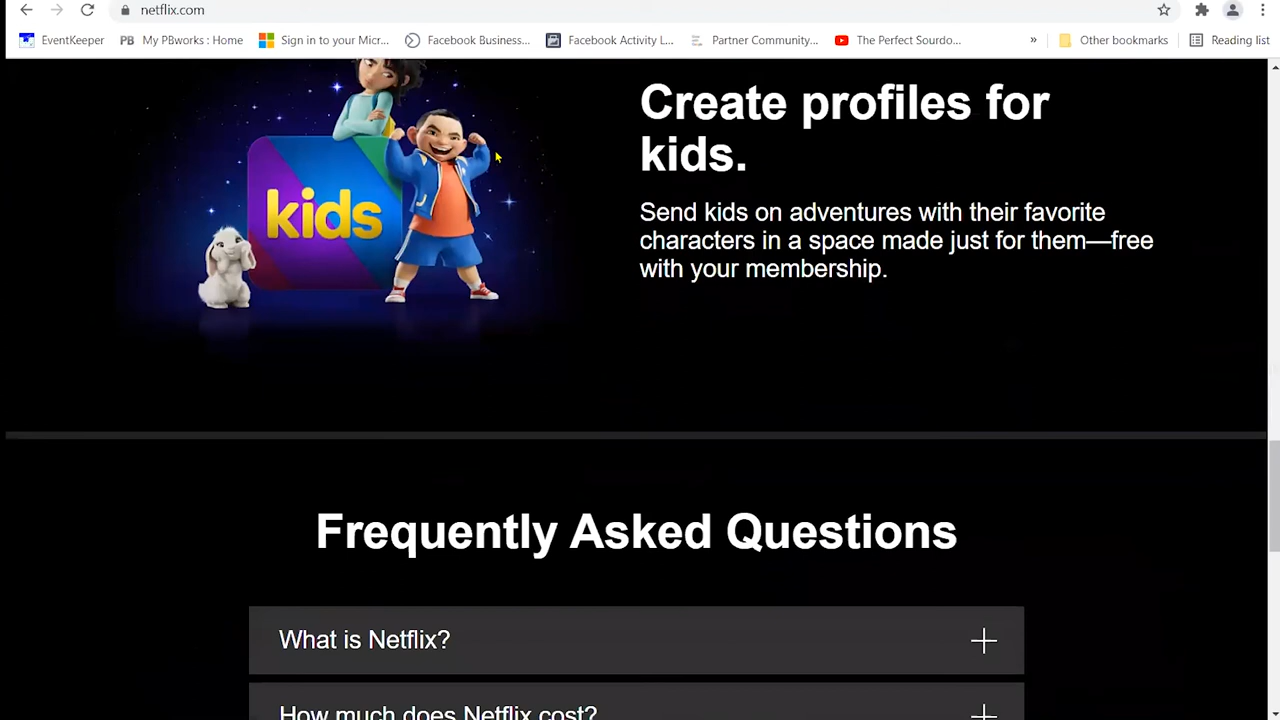 netflix.com
EventKeeper
PB My PBworks : Home
Sign in to your Micr...
Facebook Business...
Facebook Activity L...
Partner Community...
The Perfect Sourdo...
»
Other bookmarks
Reading list
kids
Create profiles for
kids.
Send kids on adventures with their favorite
characters in a space made just for them—free
with your membership.
Frequently Asked Questions
What is Netflix?
How much does Netflix cost?